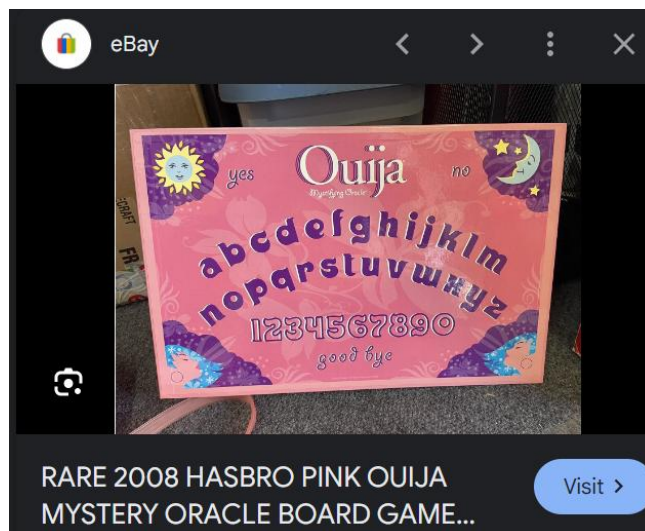 eBay
yes Ouija no
Mystifying Oracle
abcdefghijklm
nopqrstuvwxyz
1234567890
good bye
RARE 2008 HASBRO PINK OUIJA
MYSTERY ORACLE BOARD GAME...
Visit >